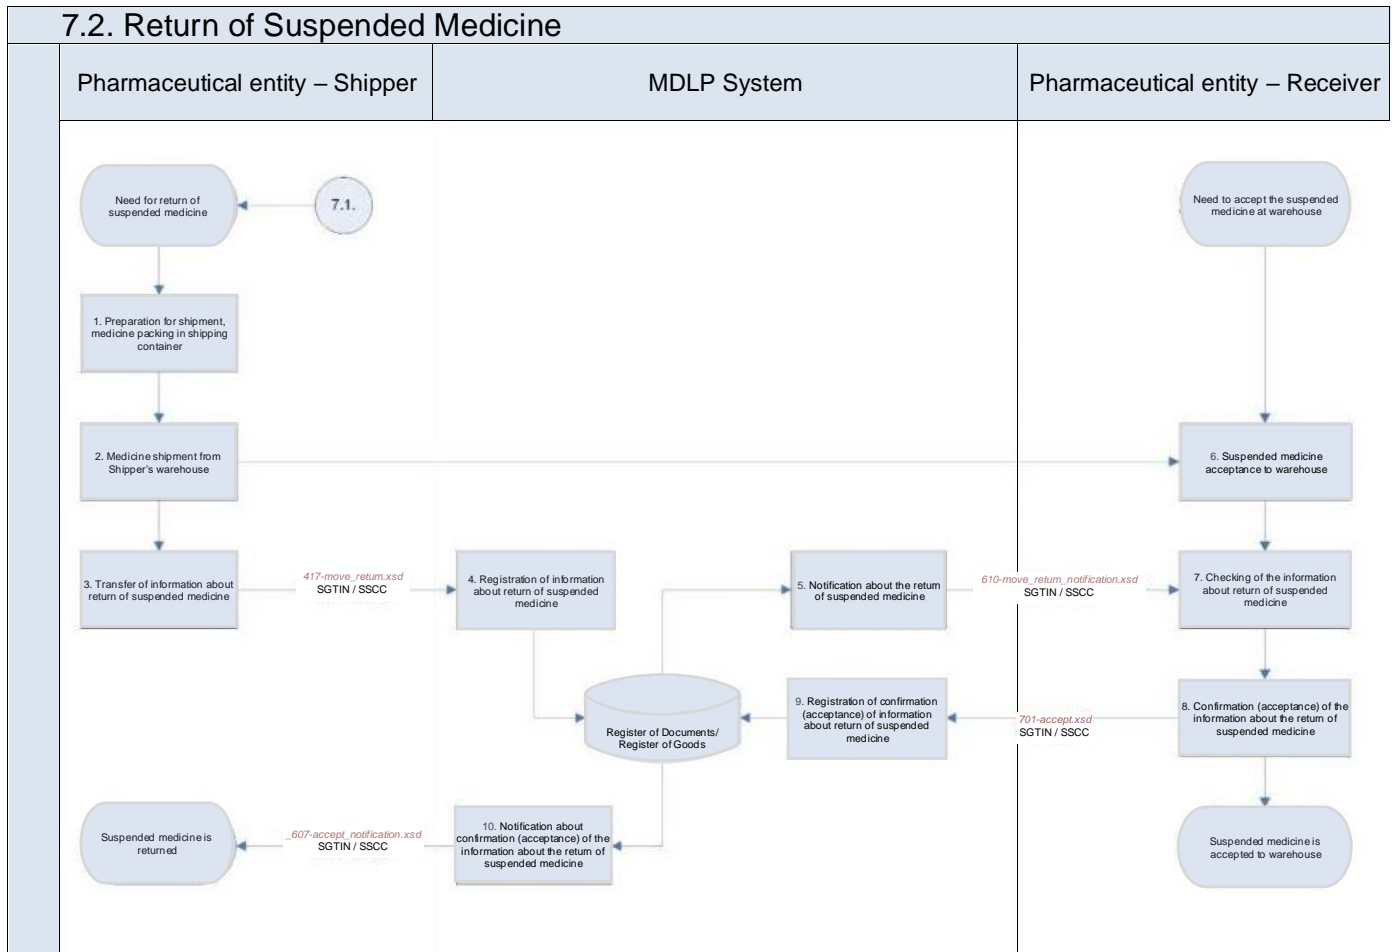 7.2. Return of Suspended Medicine
Pharmaceutical entity – Shipper
MDLP System
Pharmaceutical entity – Receiver
Need for return of
suspended medicine
7.1.
Need to accept the suspended
medicine at warehouse
1. Preparation for shipment,
medicine packing in shipping
container
2. Medicine shipment from
Shipper's warehouse
6. Suspended medicine
acceptance to warehouse
3. Transfer of information about
return of suspended medicine
417-move_return.xsd
SGTIN / SSCC
4. Registration of information
about return of suspended
medicine
5. Notification about the return
of suspended medicine
610-move_return_notification.xsd
SGTIN / SSCC
7. Checking of the information
about return of suspended
medicine
Register of Documents/
Register of Goods
9. Registration of confirmation
(acceptance) of information
about return of suspended
medicine
701-accept.xsd
SGTIN / SSCC
8. Confirmation (acceptance) of the
information about the return of
suspended medicine
Suspended medicine is
returned
_607-accept_notification.xsd
SGTIN / SSCC
10. Notification about
confirmation (acceptance) of the
information about the return of
suspended medicine
Suspended medicine is
accepted to warehouse